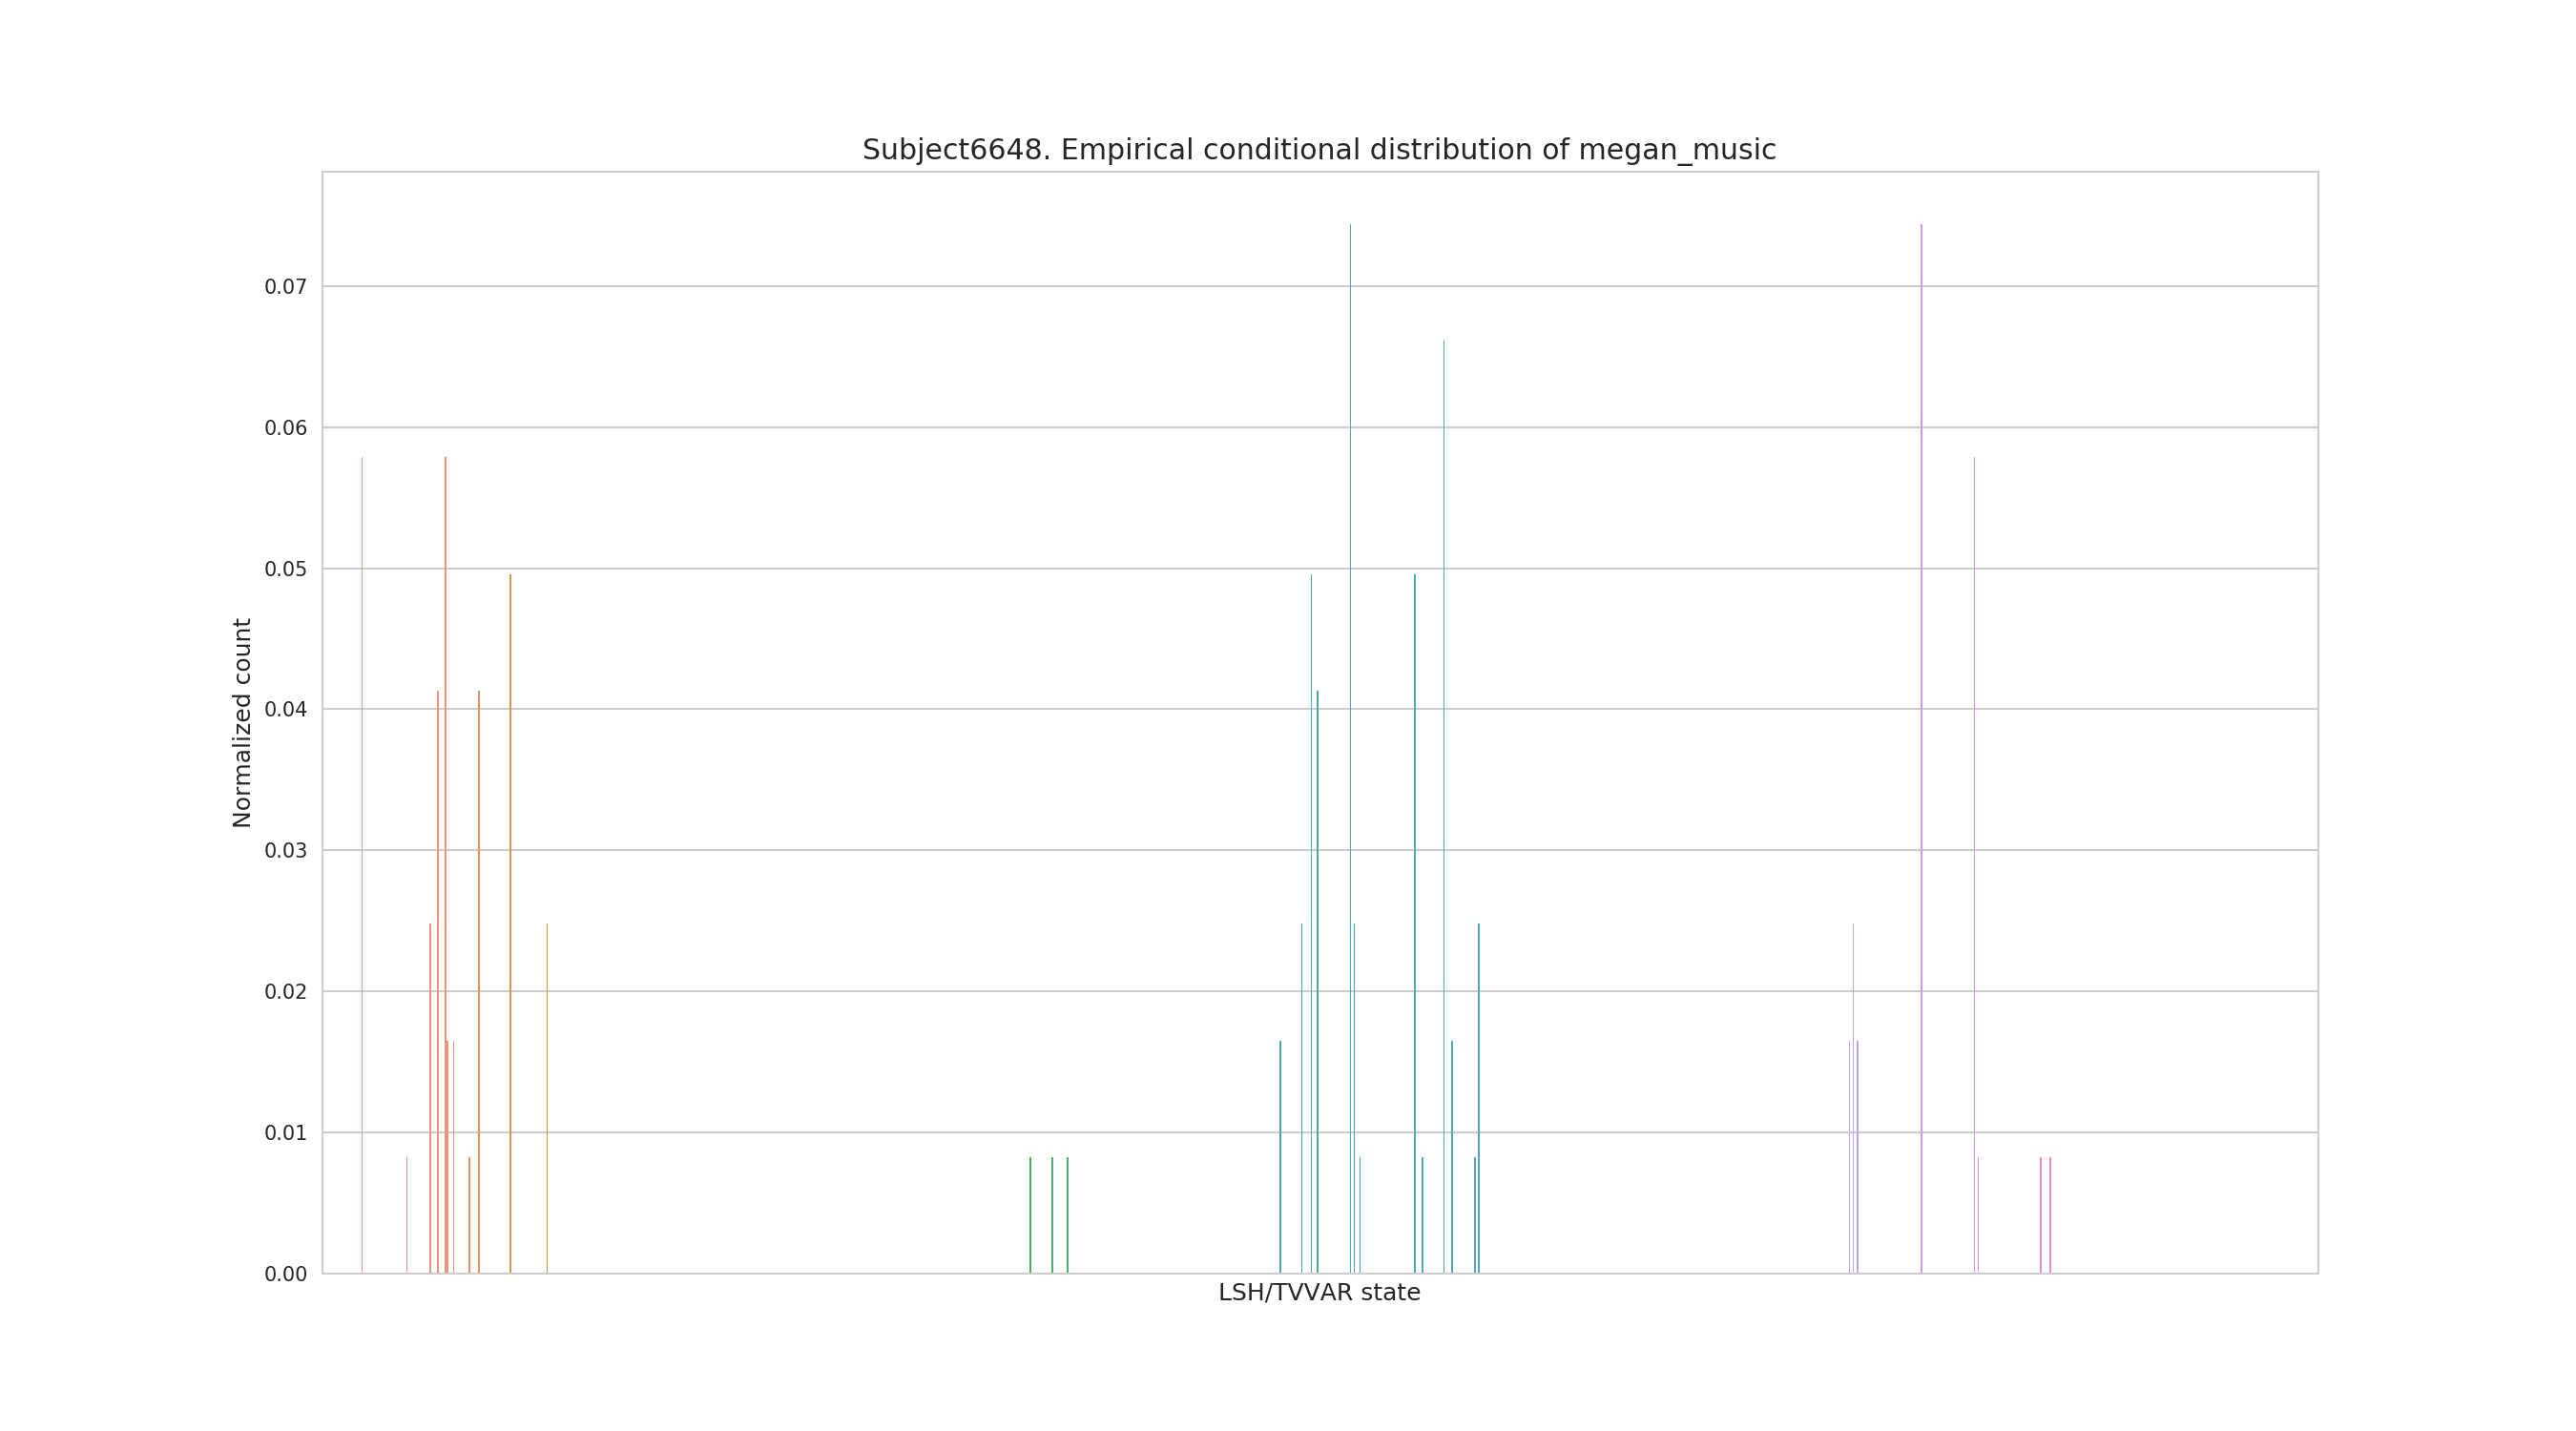 Subject6648. Empirical conditional distribution of megan_music
Normalized count
0.07
0.06
0.05
0.04
0.03
0.02
0.01
0.00
LSH/TVVAR state